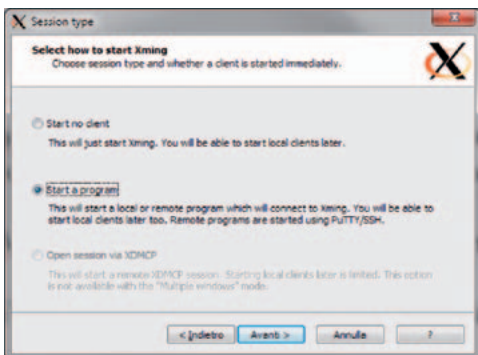 Session type
Select how to start Xming
Choose session type and whether a client is started immediately.
Start no client
This will just start Xming. You will be able to start local clients later.
Start a program
This will start a local or remote program which will connect to Xming. You will be able to
start local clients later too. Remote programs are started using PuTTY/SSH.
Open session via XDMCP
This will start a remote XDMCP session. Starting local clients later is limited. This option
is not available with the "Multiple windows" mode.
< Indietro
Avanti >
Annulla
?